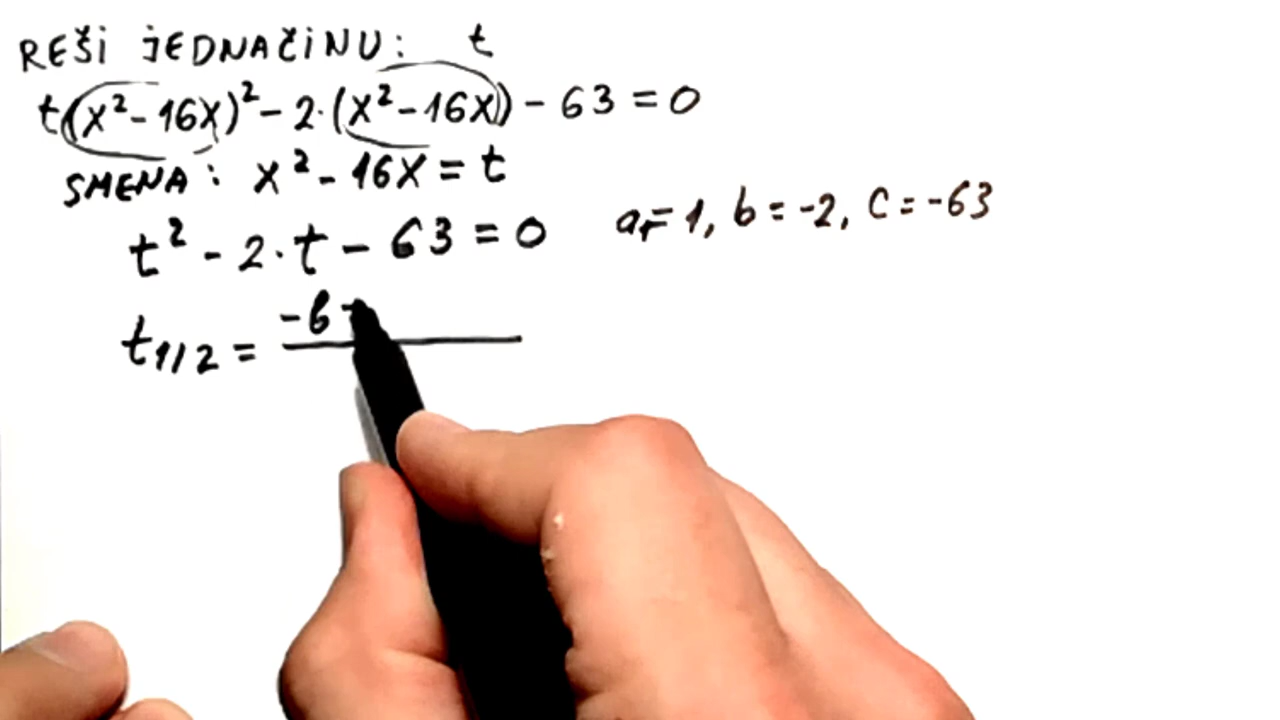 REŠi jEDNAČiNU: t
t(x²-16x)²-2·(x²-16x)-63=0
SMENA: x²-16x=t
t²-2·t-63=0 a=1, b=-2, c=-63
t1/2= -b